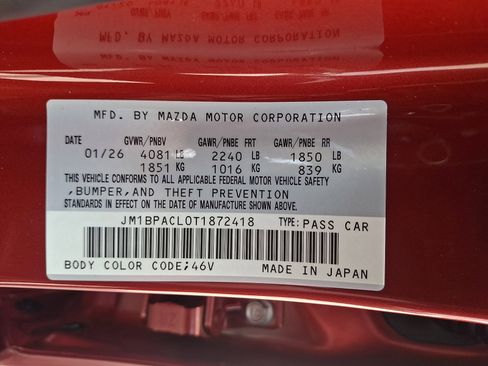 MFD. BY MAZDA MOTOR CORPORATION
DATE GVWR/PNBV GAWR/PNBE FRT GAWR/PNBE RR
01/26 4081 LB 2240 LB 1850 LB
1851 KG 1016 KG 839 KG
THIS VEHICLE CONFORMS TO ALL APPLICABLE FEDERAL MOTOR VEHICLE SAFETY
,BUMPER,AND THEFT PREVENTION
STANDARDS IN EFFECT ON THE DATE OF MANUFACTURE SHOWN ABOVE.
JM1BPACL0T1872418 TYPE: PASS CAR
BODY COLOR CODE;46V MADE IN JAPAN